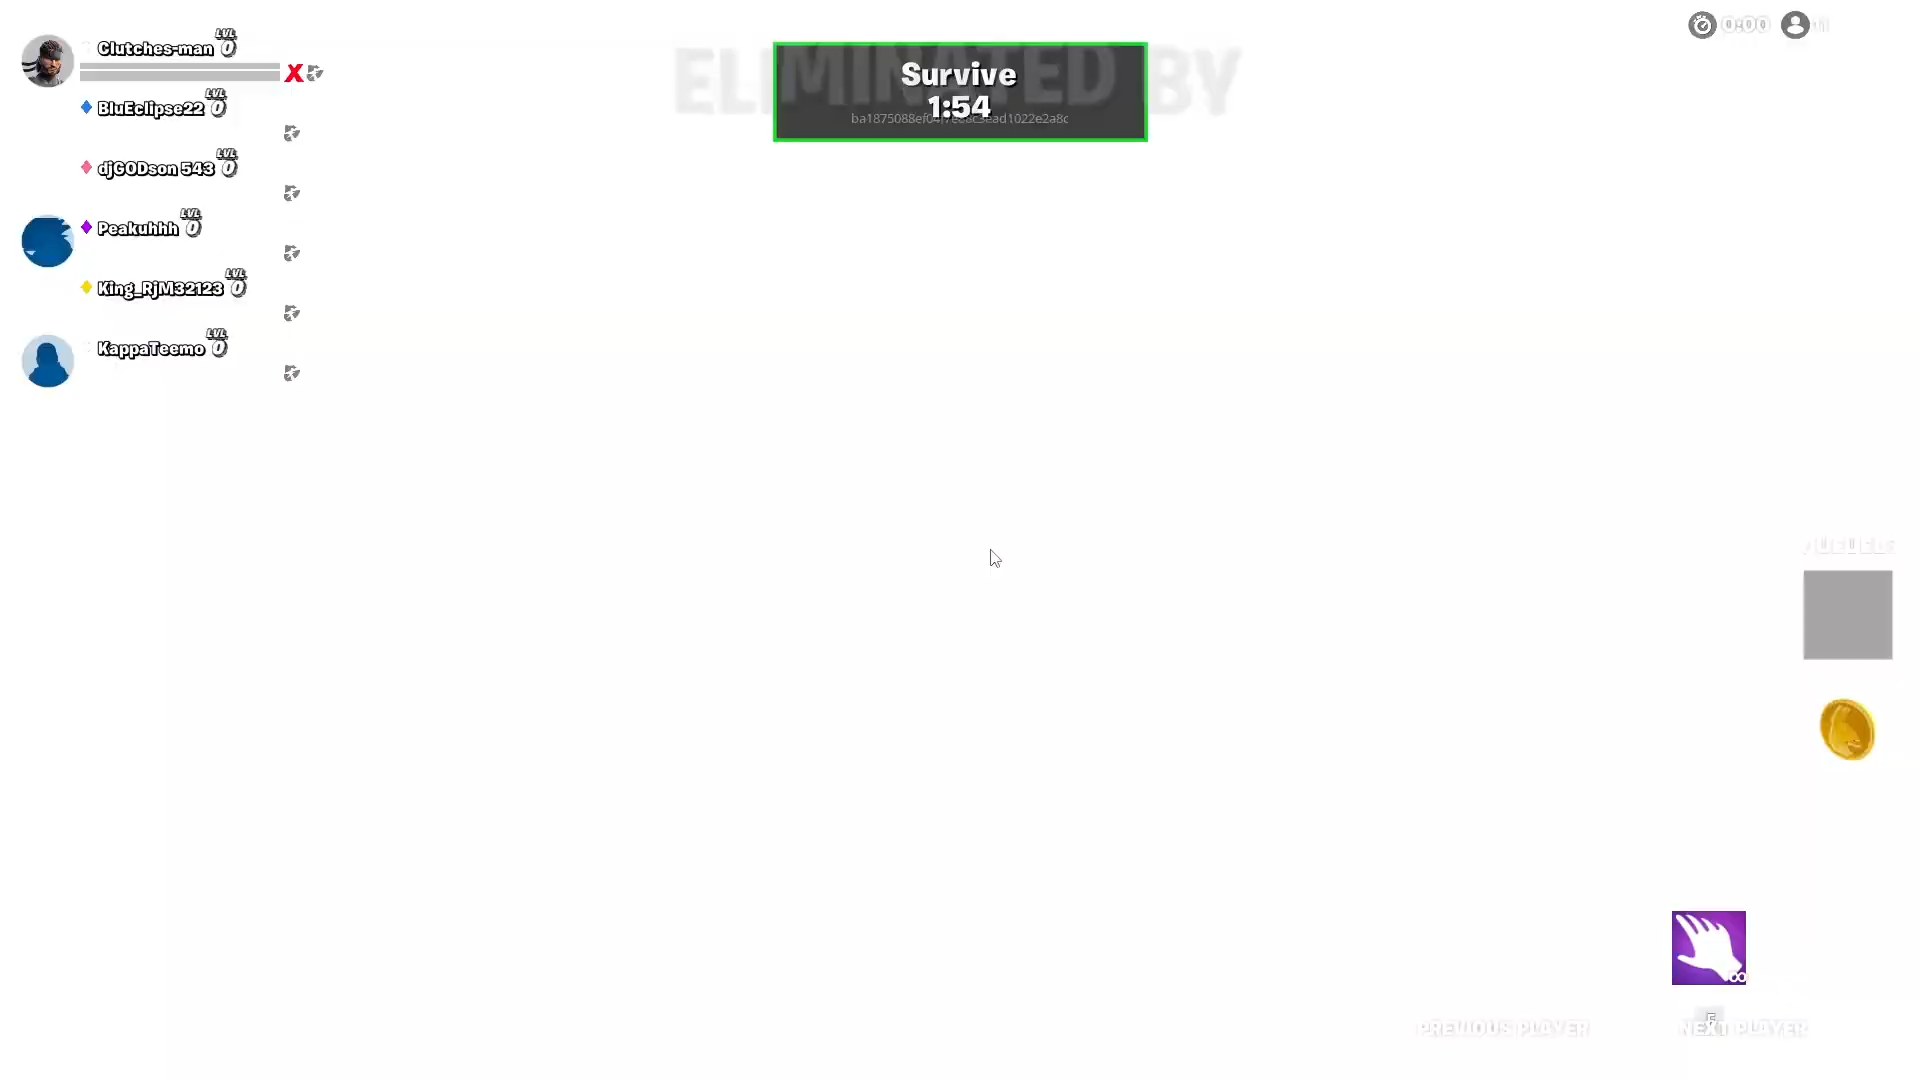 LVL
Clutches-man 0
X
LVL
BluEclipse22 0
LVL
djGODson 543 0
LVL
Peakuhhh 0
LVL
King_RjM32123 0
LVL
KappaTeemo 0
ELIMINATED BY
Survive
1:54
0:00
PREVIOUS PLAYER
NEXT PLAYER